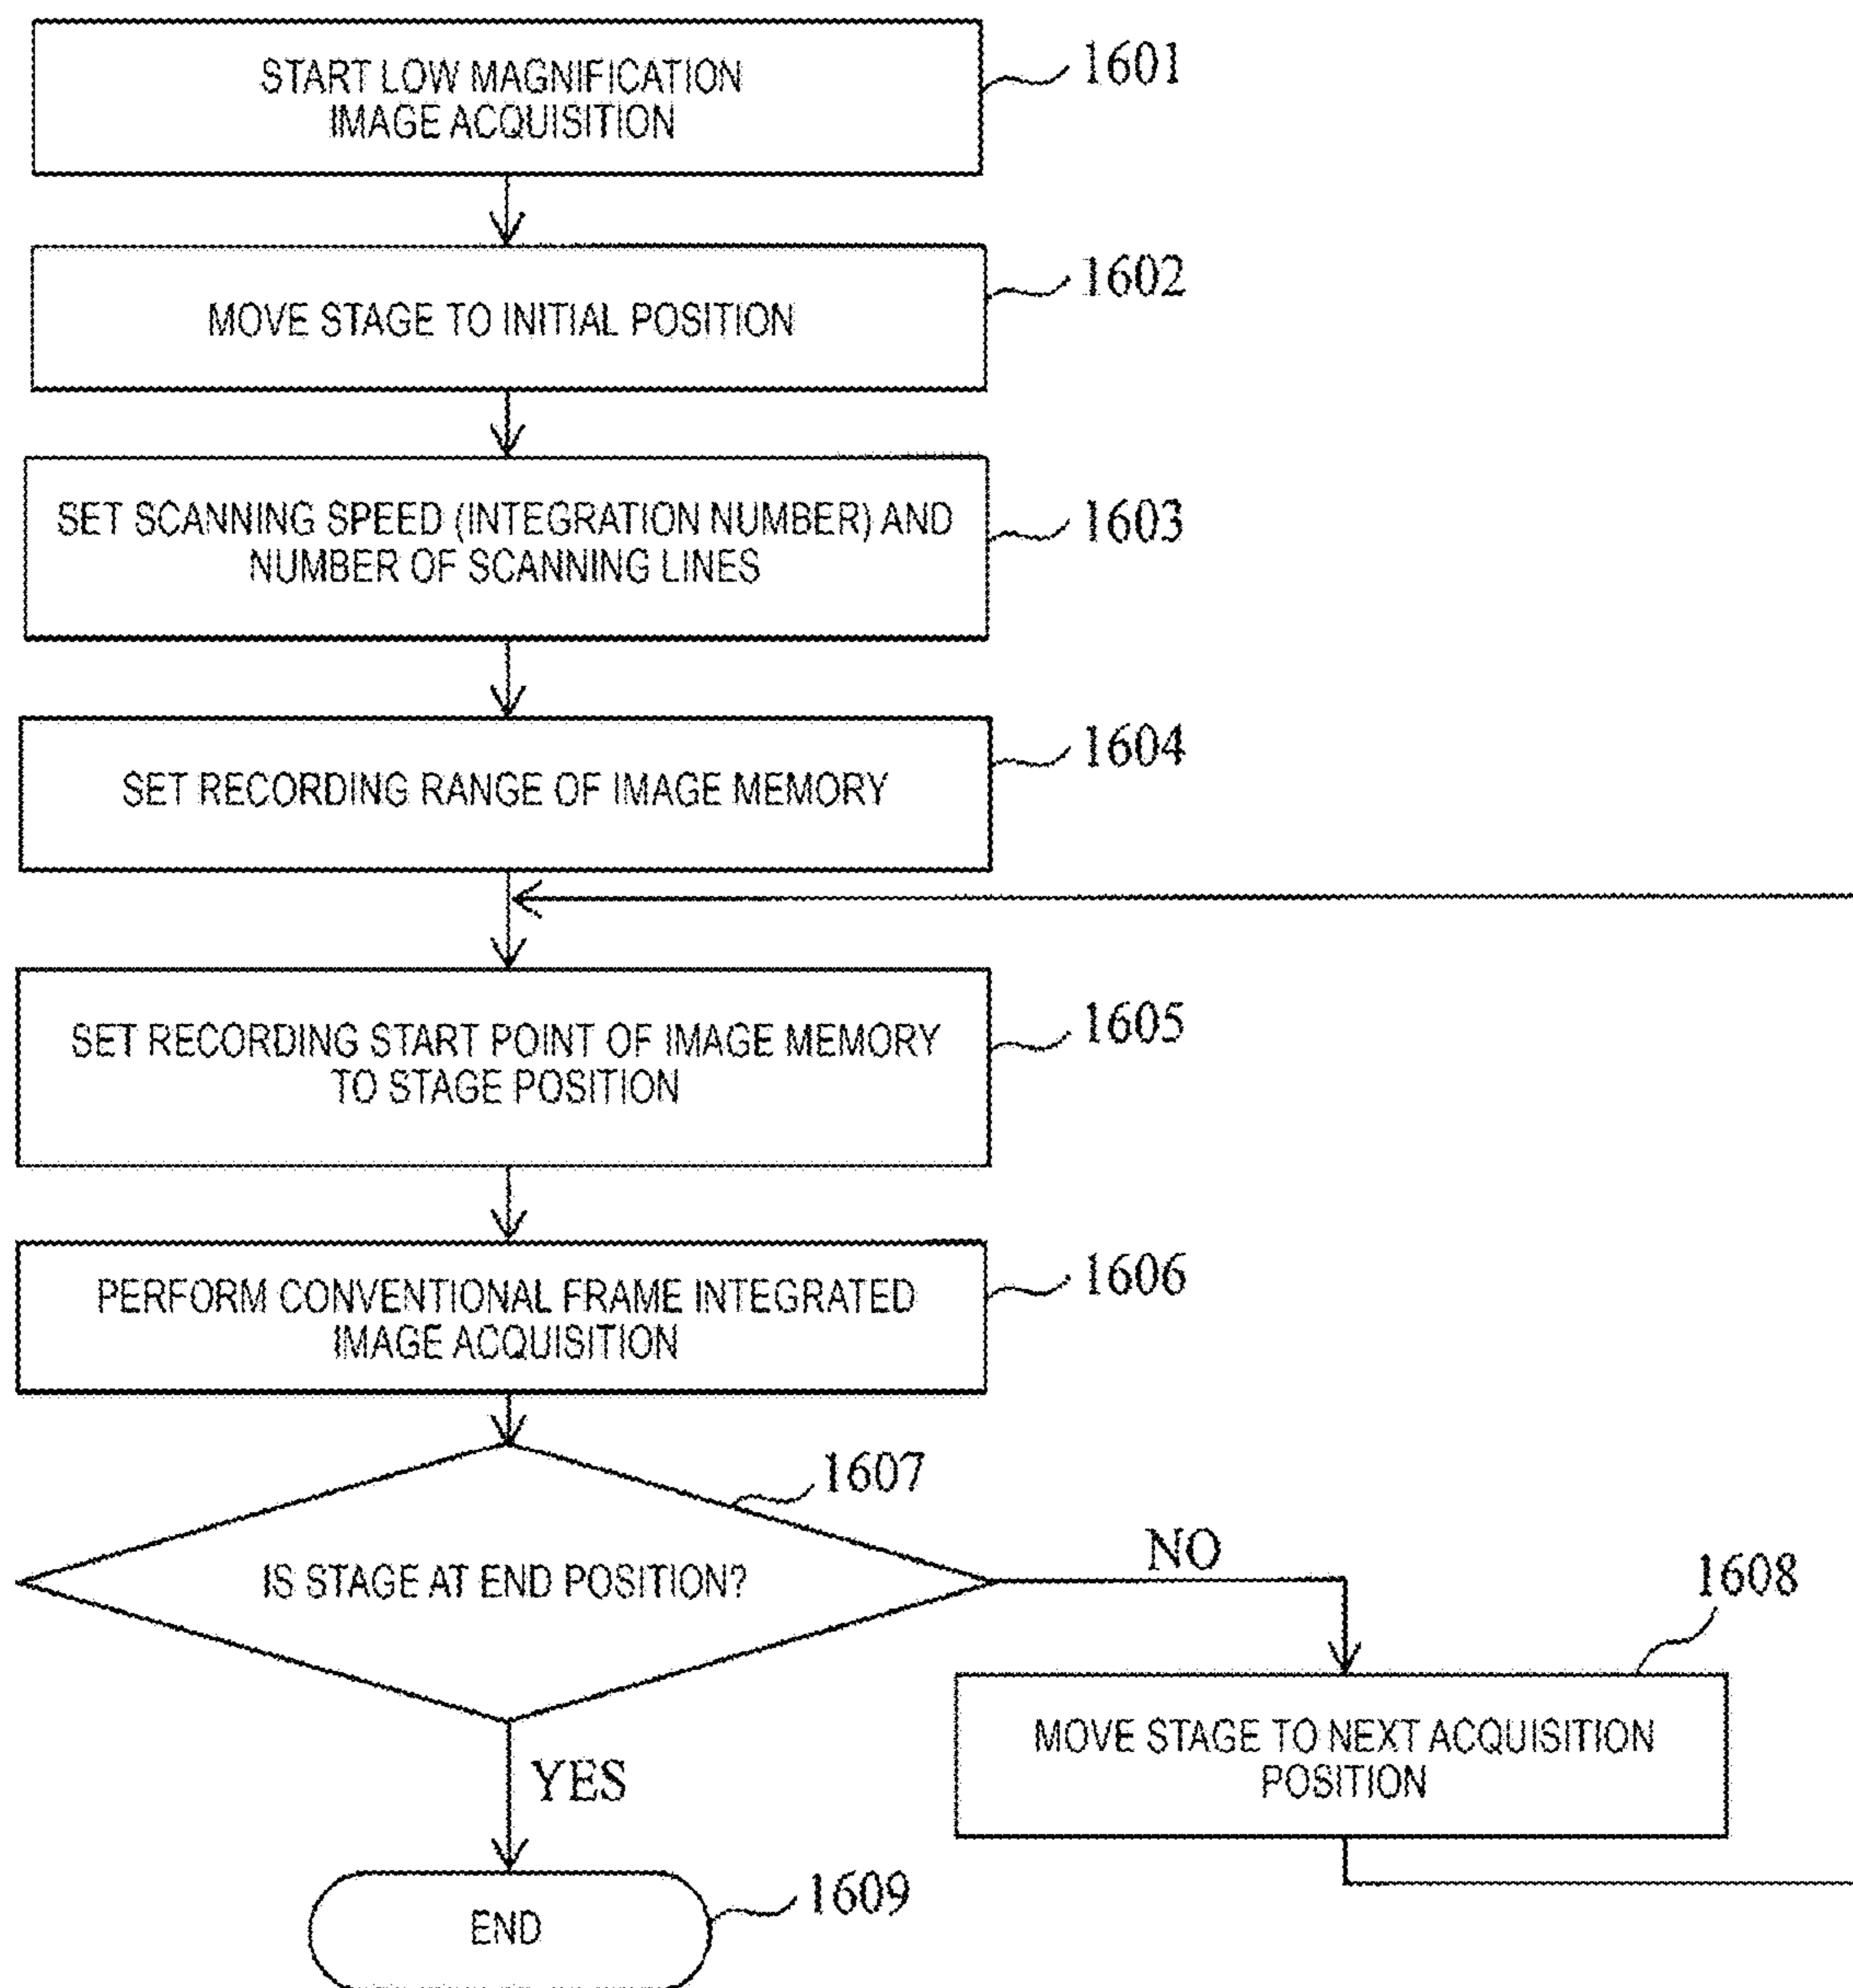 START LOW MAGNIFICATION
IMAGE ACQUISITION
1601
MOVE STAGE TO INITIAL POSITION
1602
SET SCANNING SPEED (INTEGRATION NUMBER) AND
NUMBER OF SCANNING LINES
1603
SET RECORDING RANGE OF IMAGE MEMORY
1604
SET RECORDING START POINT OF IMAGE MEMORY
TO STAGE POSITION
1605
PERFORM CONVENTIONAL FRAME INTEGRATED
IMAGE ACQUISITION
1606
IS STAGE AT END POSITION?
1607
NO
1608
MOVE STAGE TO NEXT ACQUISITION
POSITION
YES
END
1609